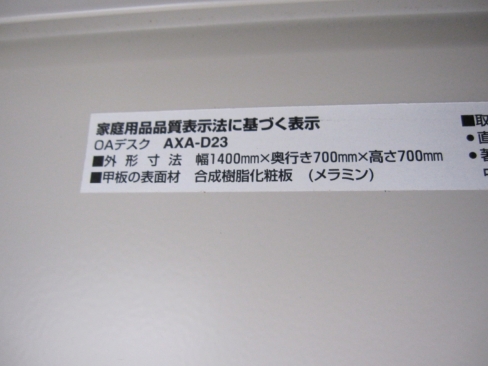 家庭用品品質表示法に基づく表示
OAデスク AXA-D23
■外形寸法 幅1400mm×奥行き700mm×高さ700mm
■甲板の表面材 合成樹脂化粧板 (メラミン)
■取
●直
●著